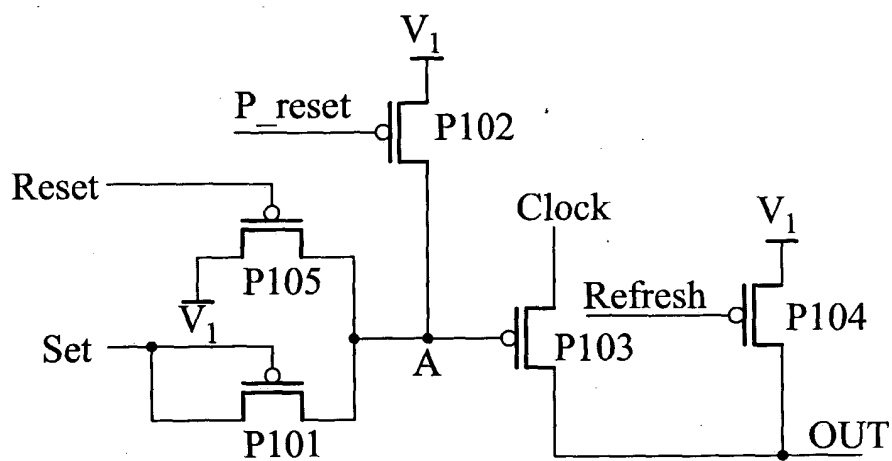 V1
P_reset
P102
Reset
Clock
V1
P105
Refresh
V1
P104
Set
A
P103
P101
OUT